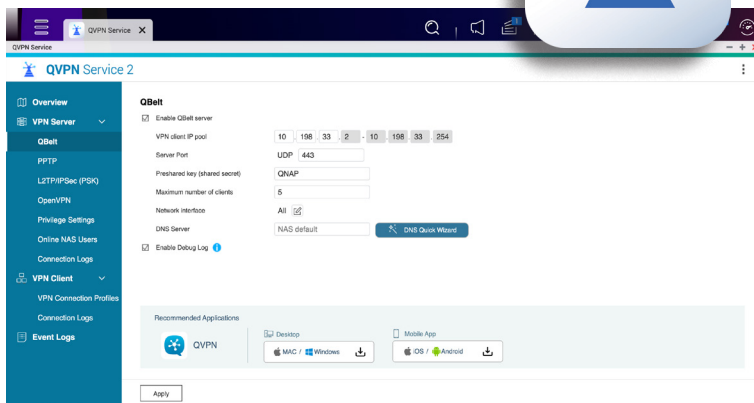 QVPN Service
QVPN Service
QVPN Service 2
Overview
VPN Server
QBelt
PPTP
L2TP/IPSec (PSK)
OpenVPN
Privilege Settings
Online NAS Users
Connection Logs
VPN Client
VPN Connection Profiles
Connection Logs
Event Logs
QBelt
Enable QBelt server
VPN client IP pool 10 . 198 . 33 . 2 - 10 . 198 . 33 . 254
Server Port UDP 443
Preshared key (shared secret) QNAP
Maximum number of clients 5
Network interface All
DNS Server NAS default DNS Quick Wizard
Enable Debug Log
Recommended Applications
QVPN
Desktop
MAC / Windows
Mobile App
iOS / Android
Apply